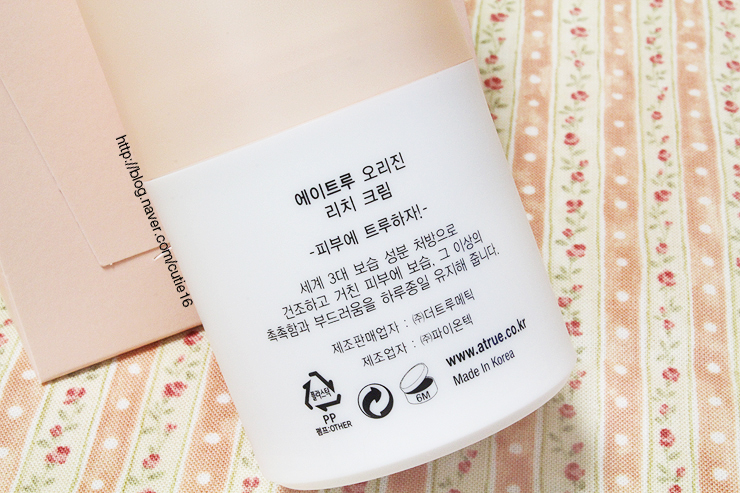 에이트루 오리진
리치 크림
-피부에 트루하자!-
세계 3대 보습 성분 처방으로
건조하고 거친 피부에 보습, 그 이상의
촉촉함과 부드러움을 하루종일 유지해 줍니다.
제조판매업자 : ㈜더트루메틱
제조업자 : ㈜파이온텍
www.atrue.co.kr
Made In Korea
플라스틱
PP
펌프:OTHER
6M
http://blog.naver.com/cutie16